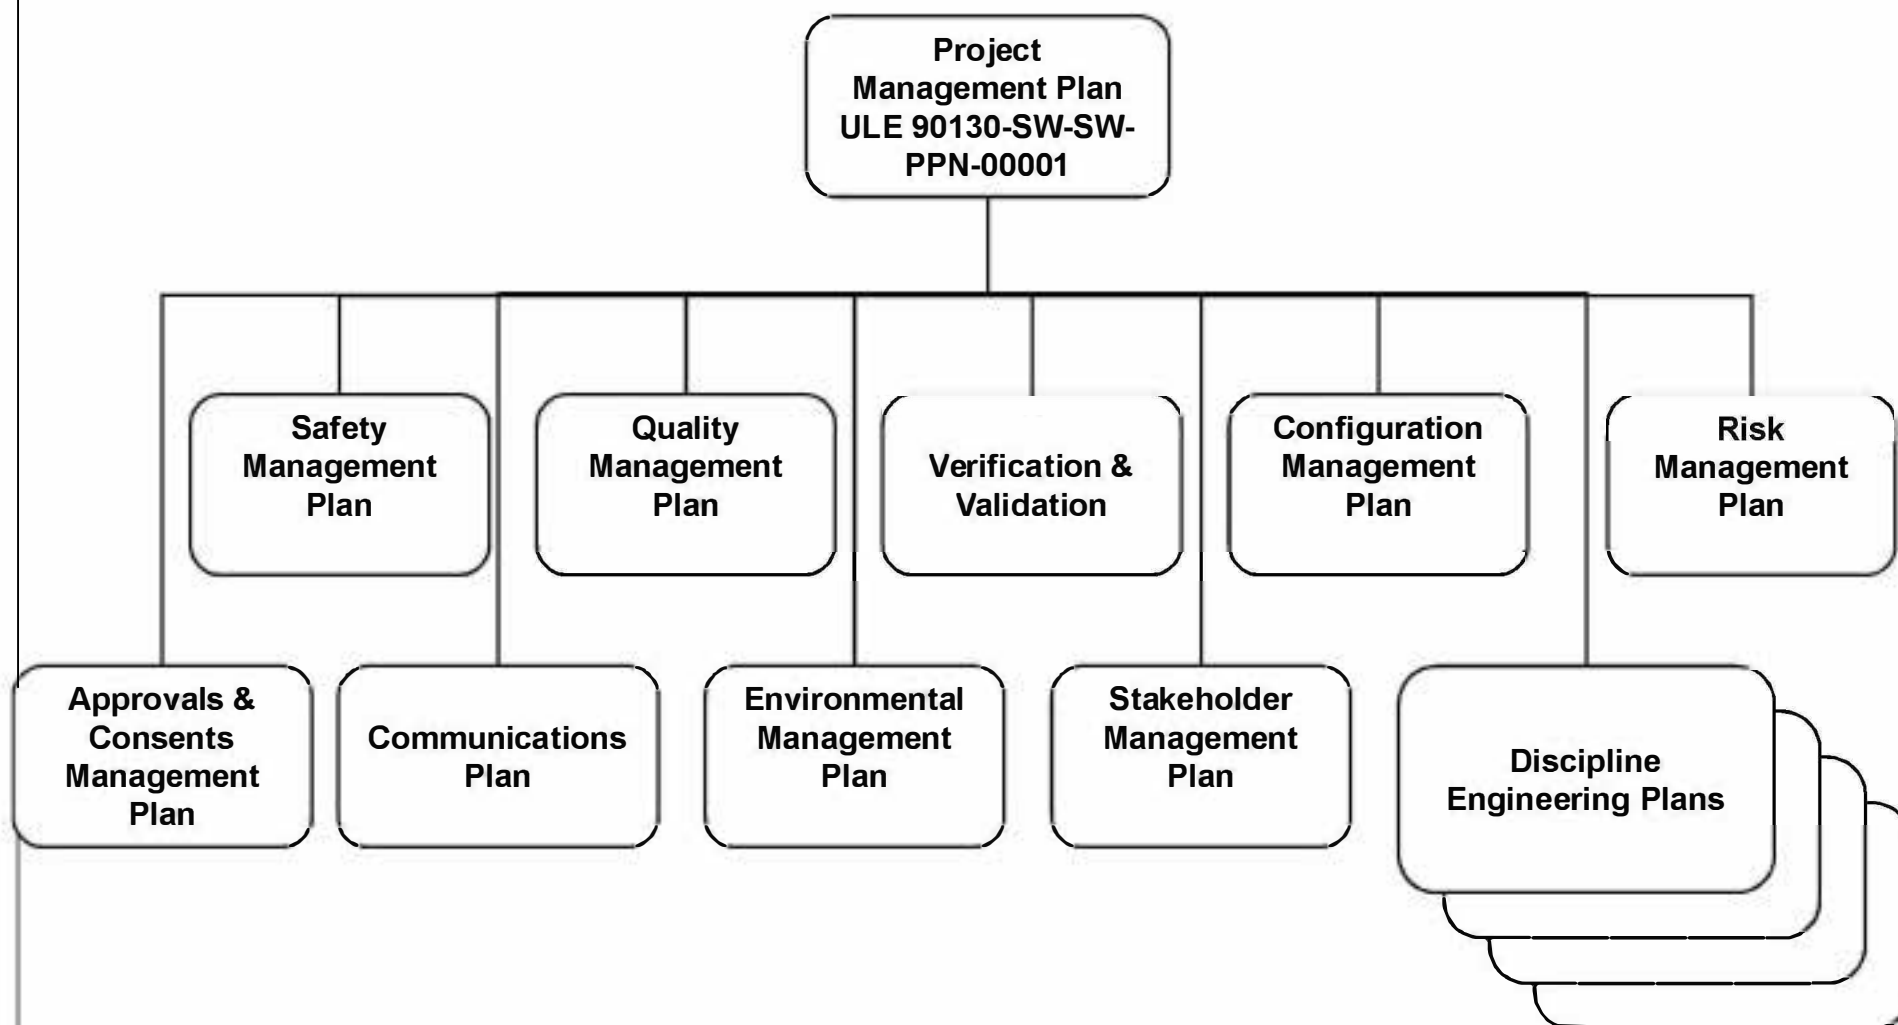 Project
Management Plan
ULE 90130-SW-SW-
PPN-00001
Safety
Management
Plan
Quality
Management
Plan
Verification &
Validation
Configuration
Management
Plan
Risk
Management
Plan
Approvals &
Consents
Management
Plan
Communications
Plan
Environmental
Management
Plan
Stakeholder
Management
Plan
Discipline
Engineering Plans